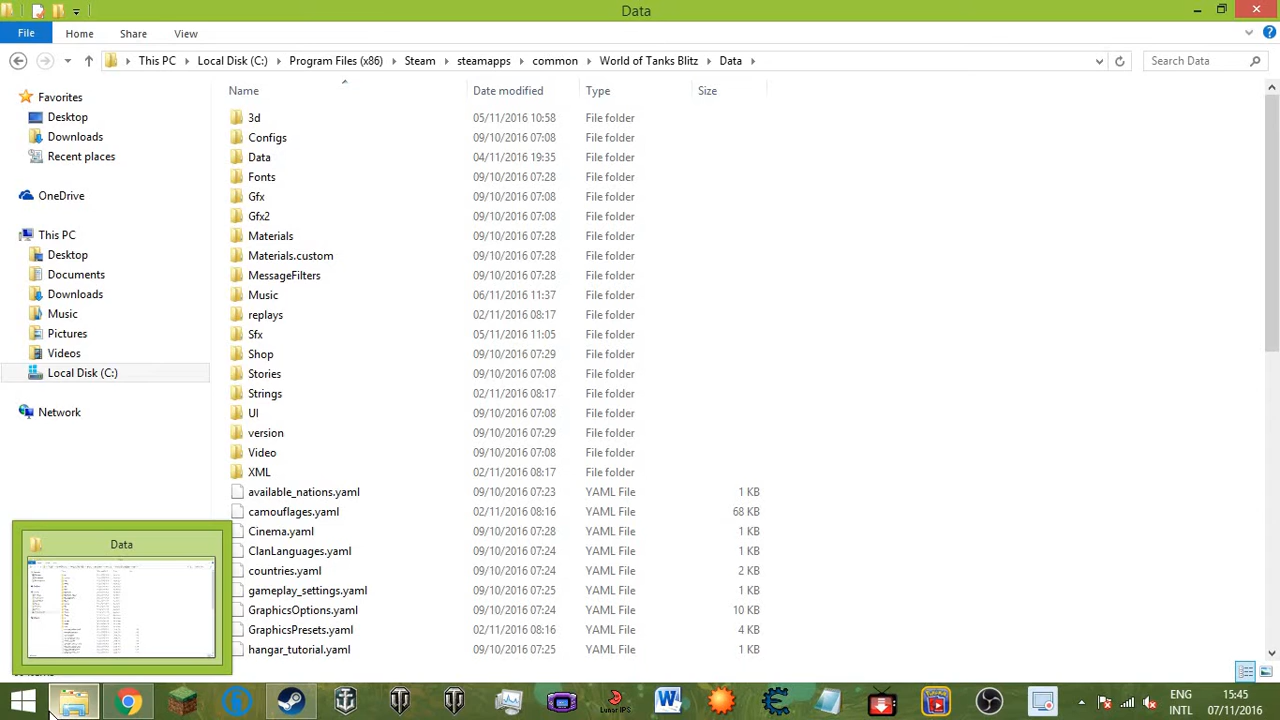 Data
File Home Share View
This PC Local Disk (C:) Program Files (x86) Steam steamapps common World of Tanks Blitz Data
Search Data
Name Date modified Type Size
Favorites
Desktop
Downloads
Recent places
OneDrive
This PC
Desktop
Documents
Downloads
Music
Pictures
Videos
Local Disk (C:)
Network
3d 05/11/2016 10:58 File folder
Configs 09/10/2016 07:08 File folder
Data 04/11/2016 19:35 File folder
Fonts 09/10/2016 07:28 File folder
Gfx 09/10/2016 07:08 File folder
Gfx2 09/10/2016 07:08 File folder
Materials 09/10/2016 07:28 File folder
Materials.custom 09/10/2016 07:28 File folder
MessageFilters 09/10/2016 07:28 File folder
Music 06/11/2016 11:37 File folder
replays 02/11/2016 08:17 File folder
Sfx 05/11/2016 11:05 File folder
Shop 09/10/2016 07:29 File folder
Stories 09/10/2016 07:08 File folder
Strings 02/11/2016 08:17 File folder
UI 09/10/2016 07:08 File folder
version 09/10/2016 07:29 File folder
Video 09/10/2016 07:08 File folder
XML 02/11/2016 08:17 File folder
available_nations.yaml 09/10/2016 07:23 YAML File 1 KB
camouflages.yaml 02/11/2016 08:16 YAML File 68 KB
Cinema.yaml 09/10/2016 07:28 YAML File 1 KB
ClanLanguages.yaml 09/10/2016 07:24 YAML File 1 KB
countries.yaml 09/10/2016 07:24 YAML File 2 KB
gameplay_settings.yaml 09/10/2016 07:25 YAML File 1 KB
GraphicsOptions.yaml 09/10/2016 07:24 YAML File 10 KB
GraphicsPresets.yaml 02/11/2016 08:16 YAML File 4 KB
hanger_tutorial.yaml 09/10/2016 07:25 YAML File 1 KB
Data
Lunar IPS
ENG
INTL
15:45
07/11/2016